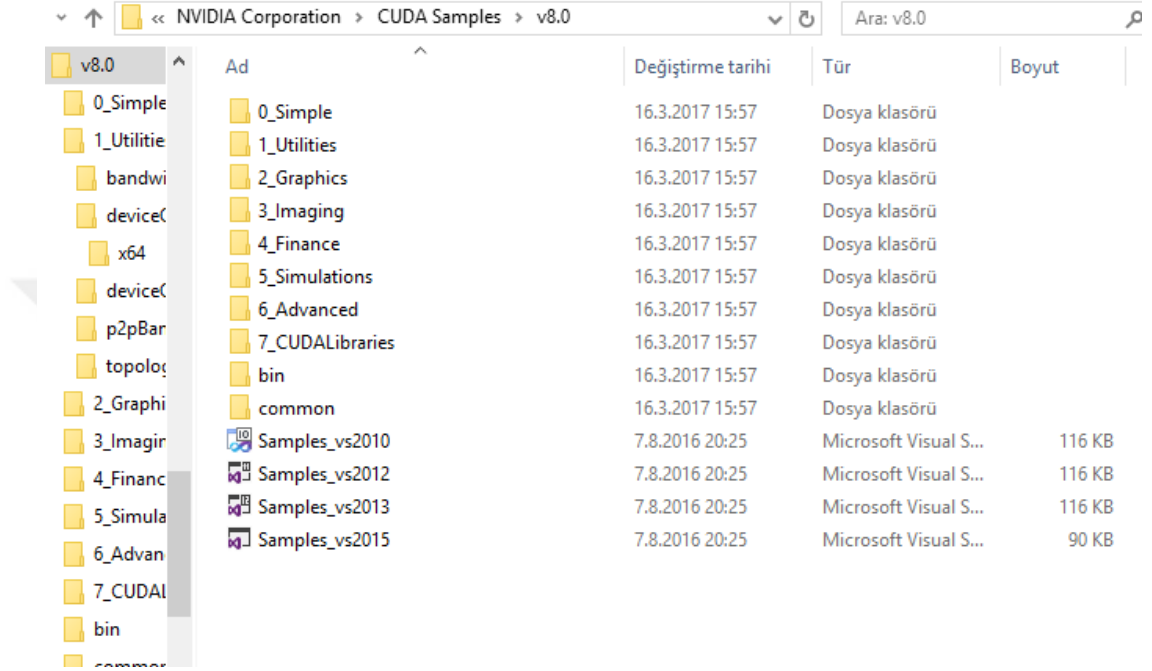 « NVIDIA Corporation > CUDA Samples > v8.0 Ara: v8.0
v8.0
0_Simple
1_Utilitie
bandwi
device(
x64
device(
p2pBar
topolog
2_Graphi
3_Imagin
4_Financ
5_Simula
6_Advan
7_CUDAL
bin
common
Ad Değiştirme tarihi Tür Boyut
0_Simple 16.3.2017 15:57 Dosya klasörü
1_Utilities 16.3.2017 15:57 Dosya klasörü
2_Graphics 16.3.2017 15:57 Dosya klasörü
3_Imaging 16.3.2017 15:57 Dosya klasörü
4_Finance 16.3.2017 15:57 Dosya klasörü
5_Simulations 16.3.2017 15:57 Dosya klasörü
6_Advanced 16.3.2017 15:57 Dosya klasörü
7_CUDALibraries 16.3.2017 15:57 Dosya klasörü
bin 16.3.2017 15:57 Dosya klasörü
common 16.3.2017 15:57 Dosya klasörü
Samples_vs2010 7.8.2016 20:25 Microsoft Visual S... 116 KB
Samples_vs2012 7.8.2016 20:25 Microsoft Visual S... 116 KB
Samples_vs2013 7.8.2016 20:25 Microsoft Visual S... 116 KB
Samples_vs2015 7.8.2016 20:25 Microsoft Visual S... 90 KB